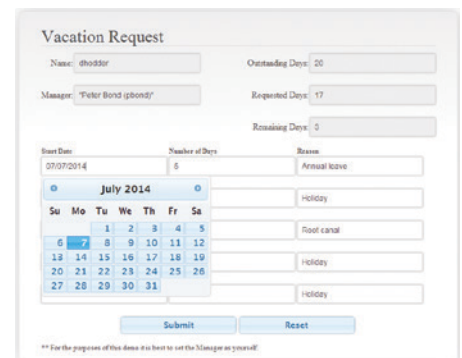 Vacation Request
Name: dhoddor Outstanding Days: 20
Manager: "Peter Bond (pbond)" Requested Days: 17
Remaining Days: 3
Start Date Number of Days Reason
07/07/2014 5 Annual leave
July 2014
Su Mo Tu We Th Fr Sa
1 2 3 4 5
6 7 8 9 10 11 12
13 14 15 16 17 18 19
20 21 22 23 24 25 26
27 28 29 30 31
Holiday
Root canal
Holiday
Holiday
Submit Reset
** For the purposes of this demo it is best to set the Manager as yourself.